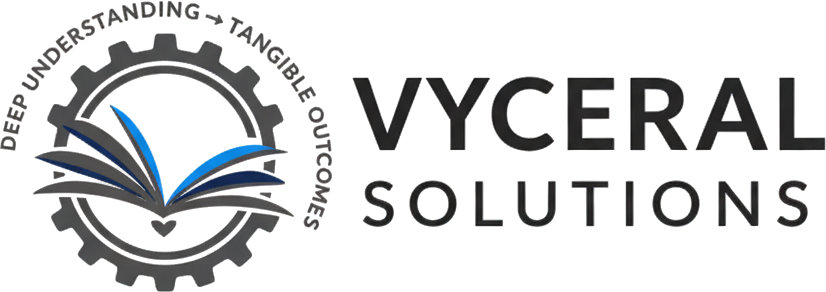 DEEP UNDERSTANDING → TANGIBLE OUTCOMES
VYCERAL
SOLUTIONS